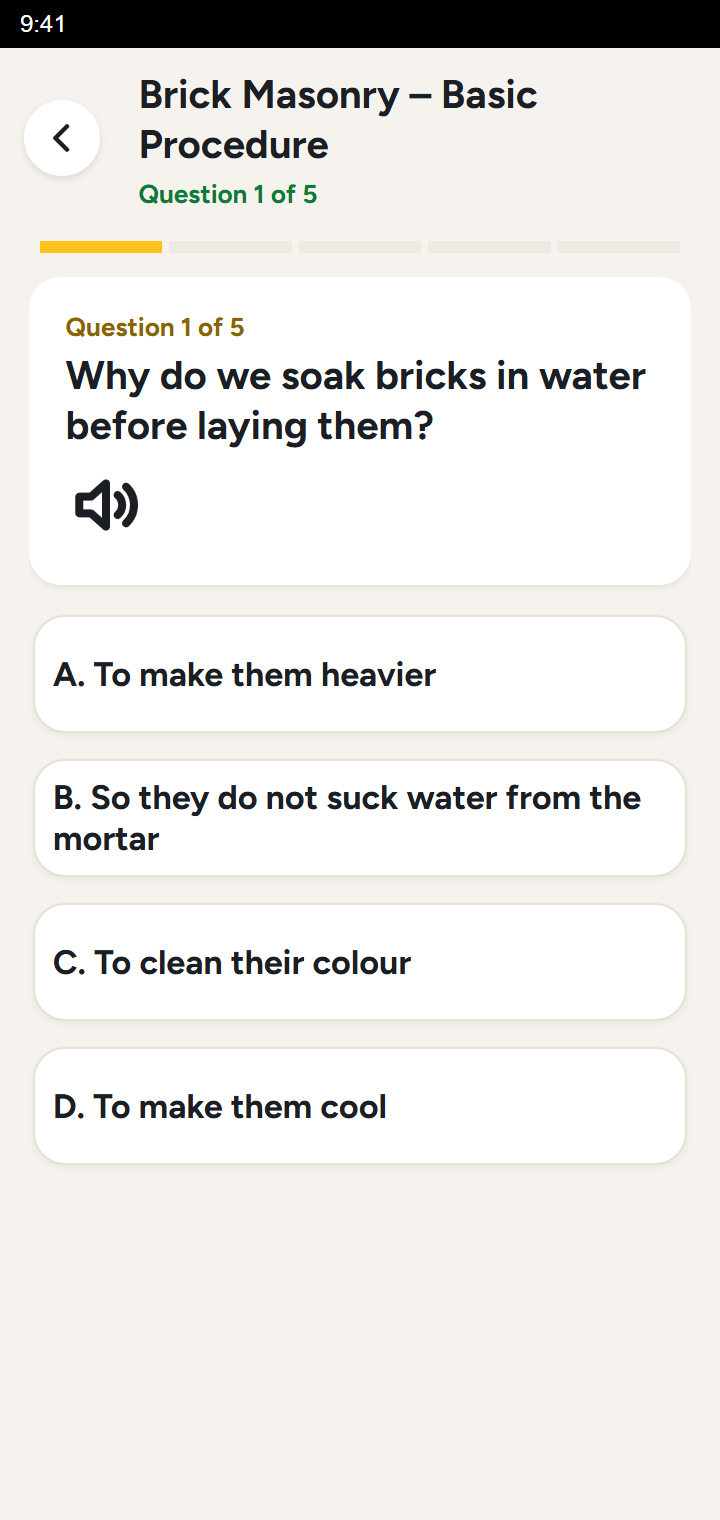 9:41
Brick Masonry – Basic
Procedure
Question 1 of 5
Question 1 of 5
Why do we soak bricks in water
before laying them?
A. To make them heavier
B. So they do not suck water from the
mortar
C. To clean their colour
D. To make them cool